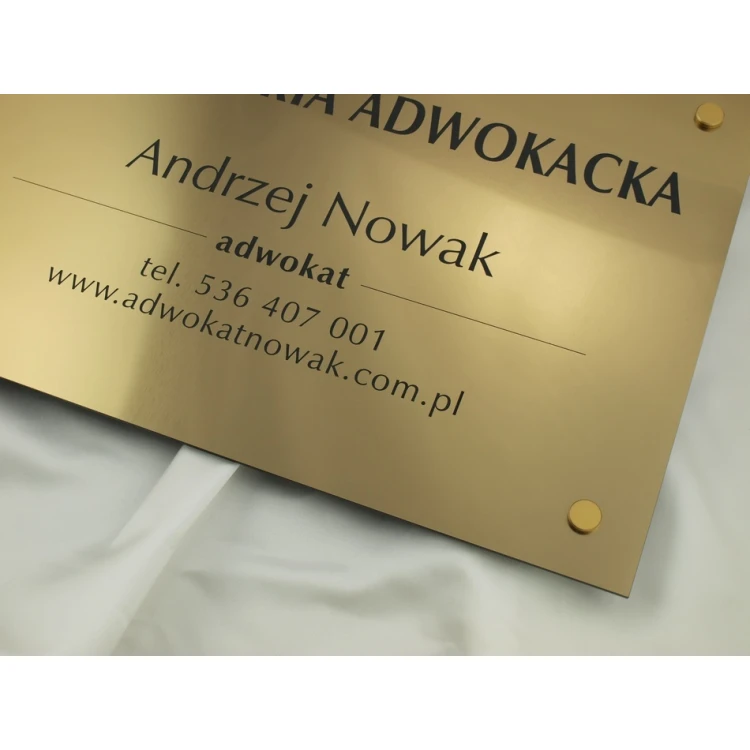 ADWOKACKA
Andrzej Nowak
adwokat
tel. 536 407 001
www.adwokatnowak.com.pl